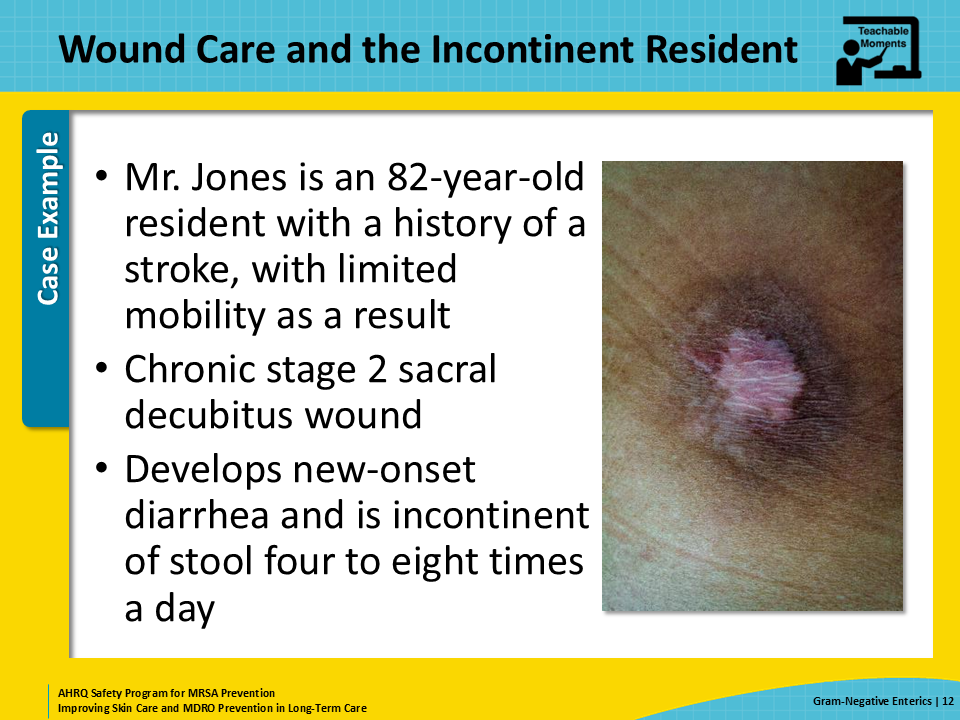 Wound Care and the Incontinent Resident
Teachable
Moments
Case Example
• Mr. Jones is an 82-year-old
resident with a history of a
stroke, with limited
mobility as a result
• Chronic stage 2 sacral
decubitus wound
• Develops new-onset
diarrhea and is incontinent
of stool four to eight times
a day
AHRQ Safety Program for MRSA Prevention
Improving Skin Care and MDRO Prevention in Long-Term Care
Gram-Negative Enterics | 12